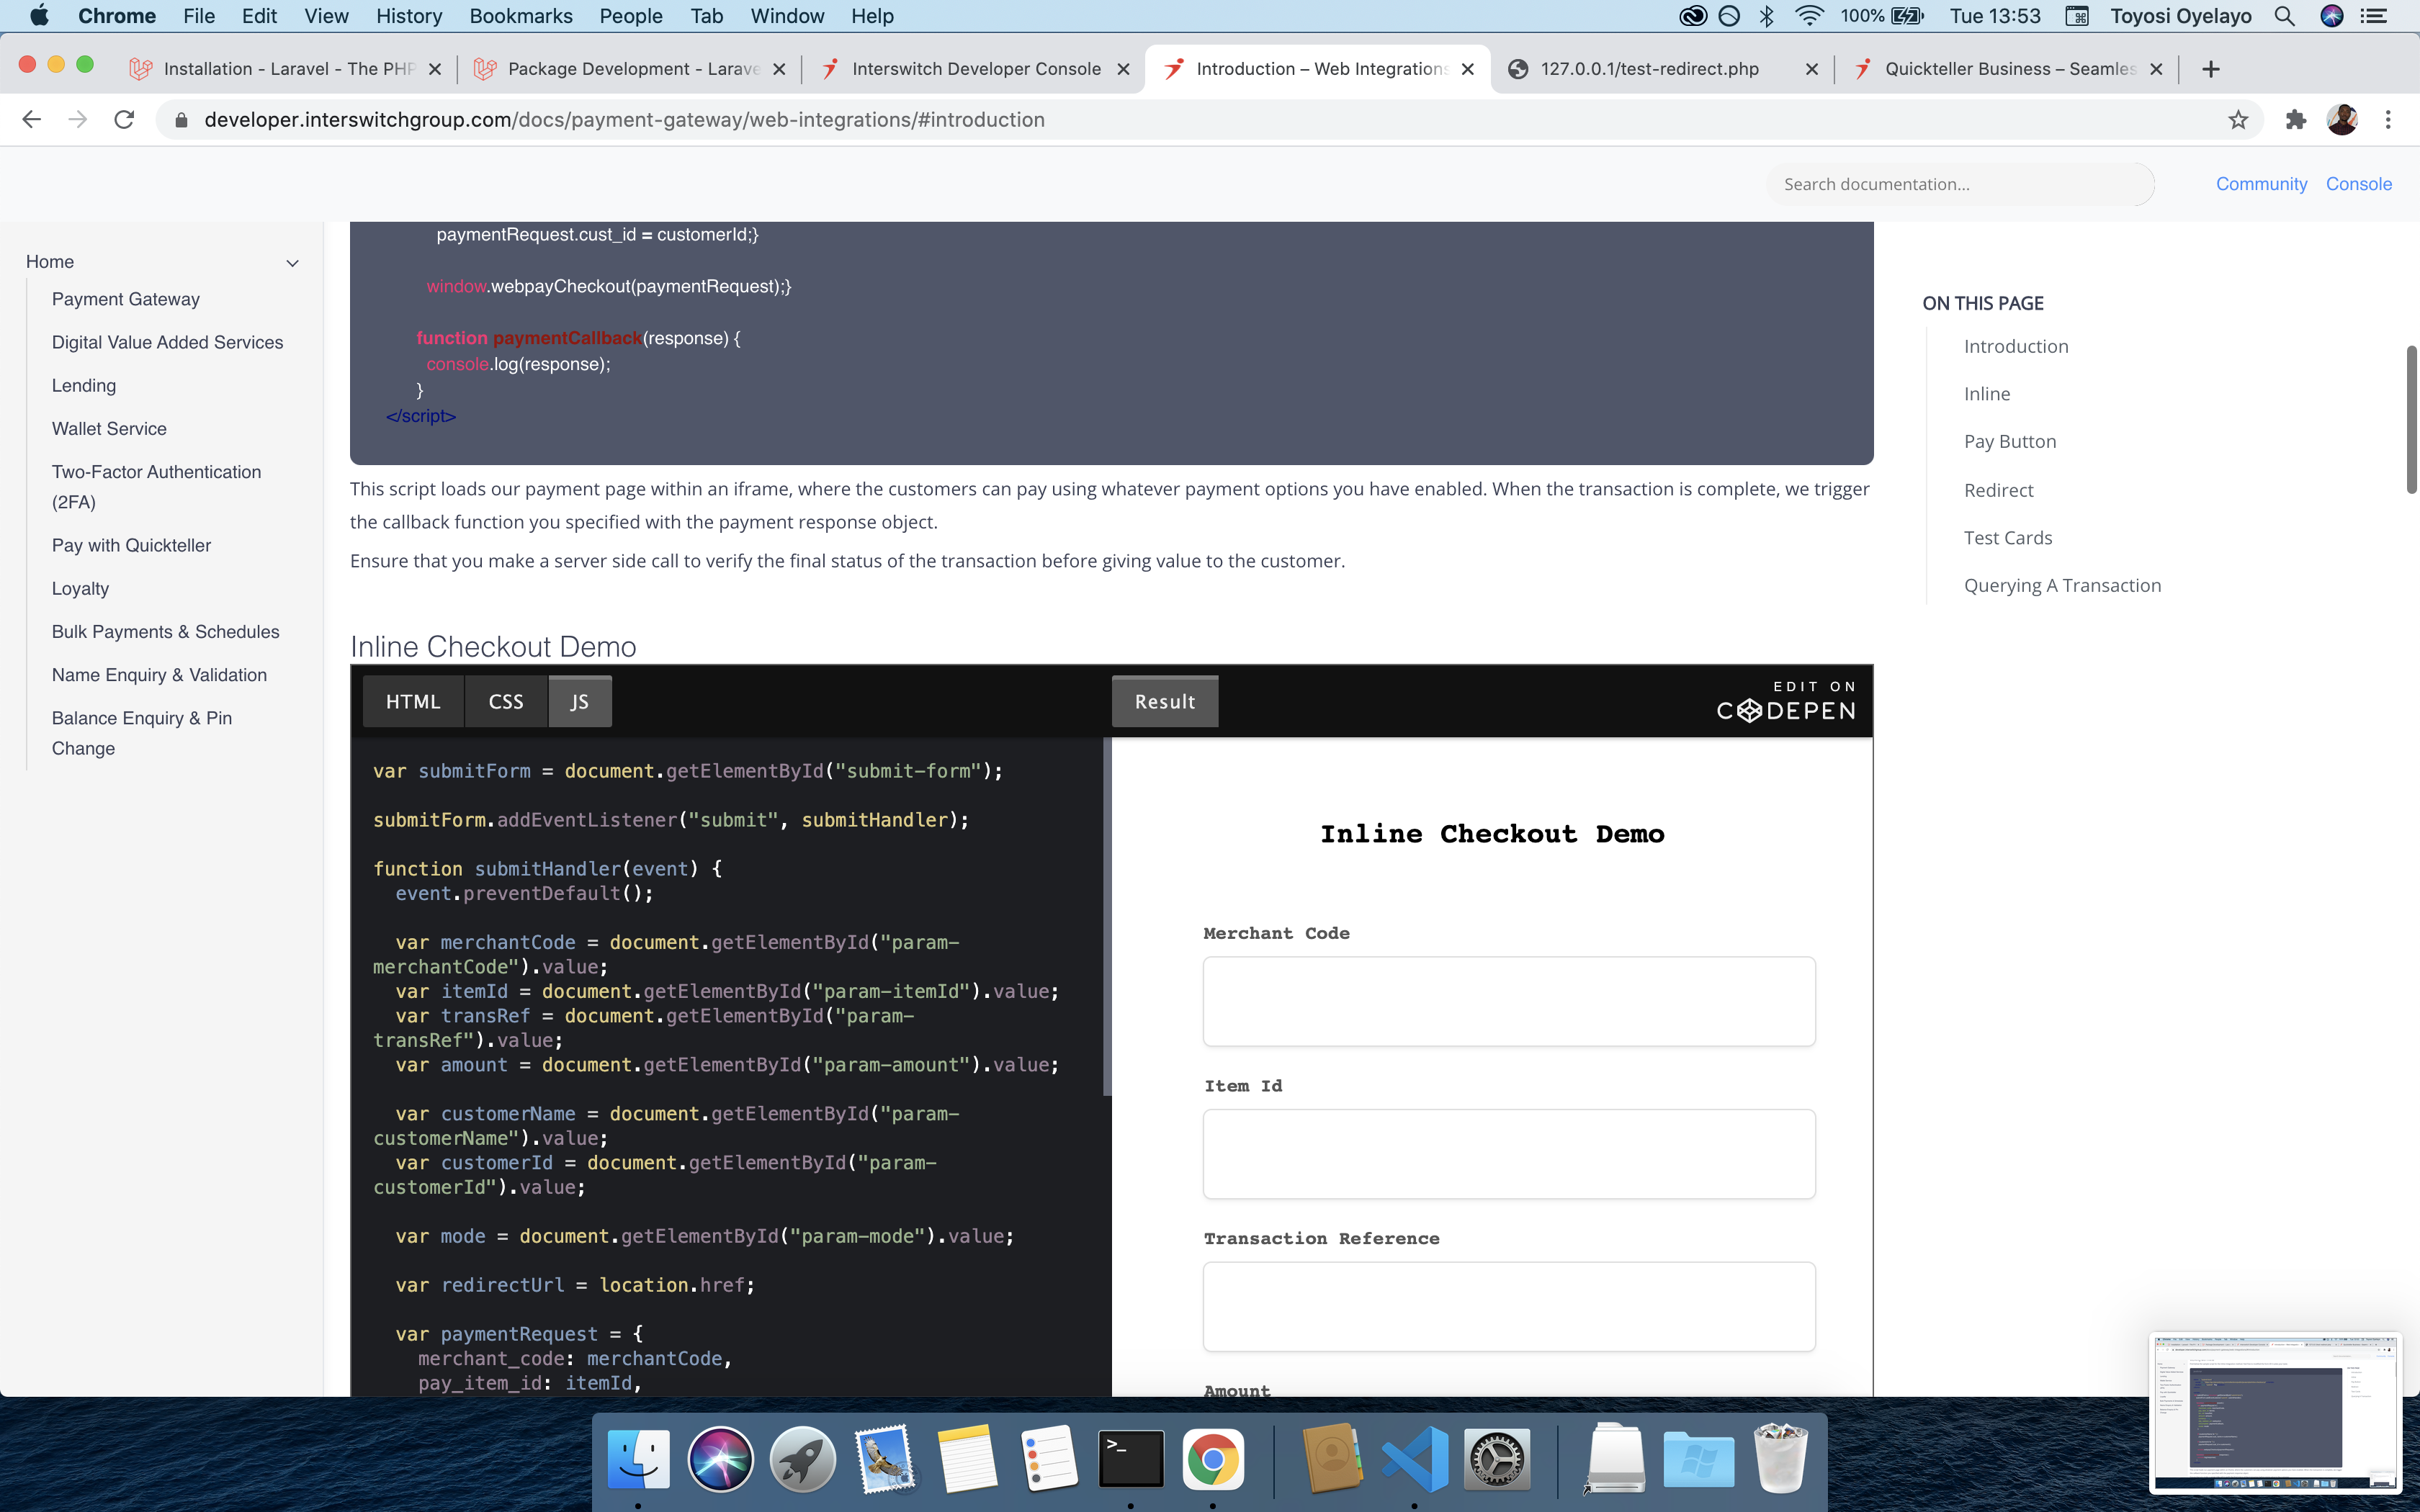 Chrome File Edit View History Bookmarks People Tab Window Help 100% Tue 13:53 Toyosi Oyelayo
Installation - Laravel - The PHP
Package Development - Larave
Interswitch Developer Console
Introduction – Web Integrations
127.0.0.1/test-redirect.php
Quickteller Business – Seamles
developer.interswitchgroup.com/docs/payment-gateway/web-integrations/#introduction
Search documentation...
Community
Console
Home
Payment Gateway
Digital Value Added Services
Lending
Wallet Service
Two-Factor Authentication
(2FA)
Pay with Quickteller
Loyalty
Bulk Payments & Schedules
Name Enquiry & Validation
Balance Enquiry & Pin
Change
paymentRequest.cust_id = customerId;}
window.webpayCheckout(paymentRequest);}
function paymentCallback(response) {
console.log(response);
}
</script>
This script loads our payment page within an iframe, where the customers can pay using whatever payment options you have enabled. When the transaction is complete, we trigger
the callback function you specified with the payment response object.
Ensure that you make a server side call to verify the final status of the transaction before giving value to the customer.
Inline Checkout Demo
HTML
CSS
JS
Result
EDIT ON
CODEPEN
var submitForm = document.getElementById("submit-form");
submitForm.addEventListener("submit", submitHandler);
function submitHandler(event) {
event.preventDefault();
var merchantCode = document.getElementById("param-
merchantCode").value;
var itemId = document.getElementById("param-itemId").value;
var transRef = document.getElementById("param-
transRef").value;
var amount = document.getElementById("param-amount").value;
var customerName = document.getElementById("param-
customerName").value;
var customerId = document.getElementById("param-
customerId").value;
var mode = document.getElementById("param-mode").value;
var redirectUrl = location.href;
var paymentRequest = {
merchant_code: merchantCode,
pay_item_id: itemId,
Inline Checkout Demo
Merchant Code
Item Id
Transaction Reference
Amount
ON THIS PAGE
Introduction
Inline
Pay Button
Redirect
Test Cards
Querying A Transaction